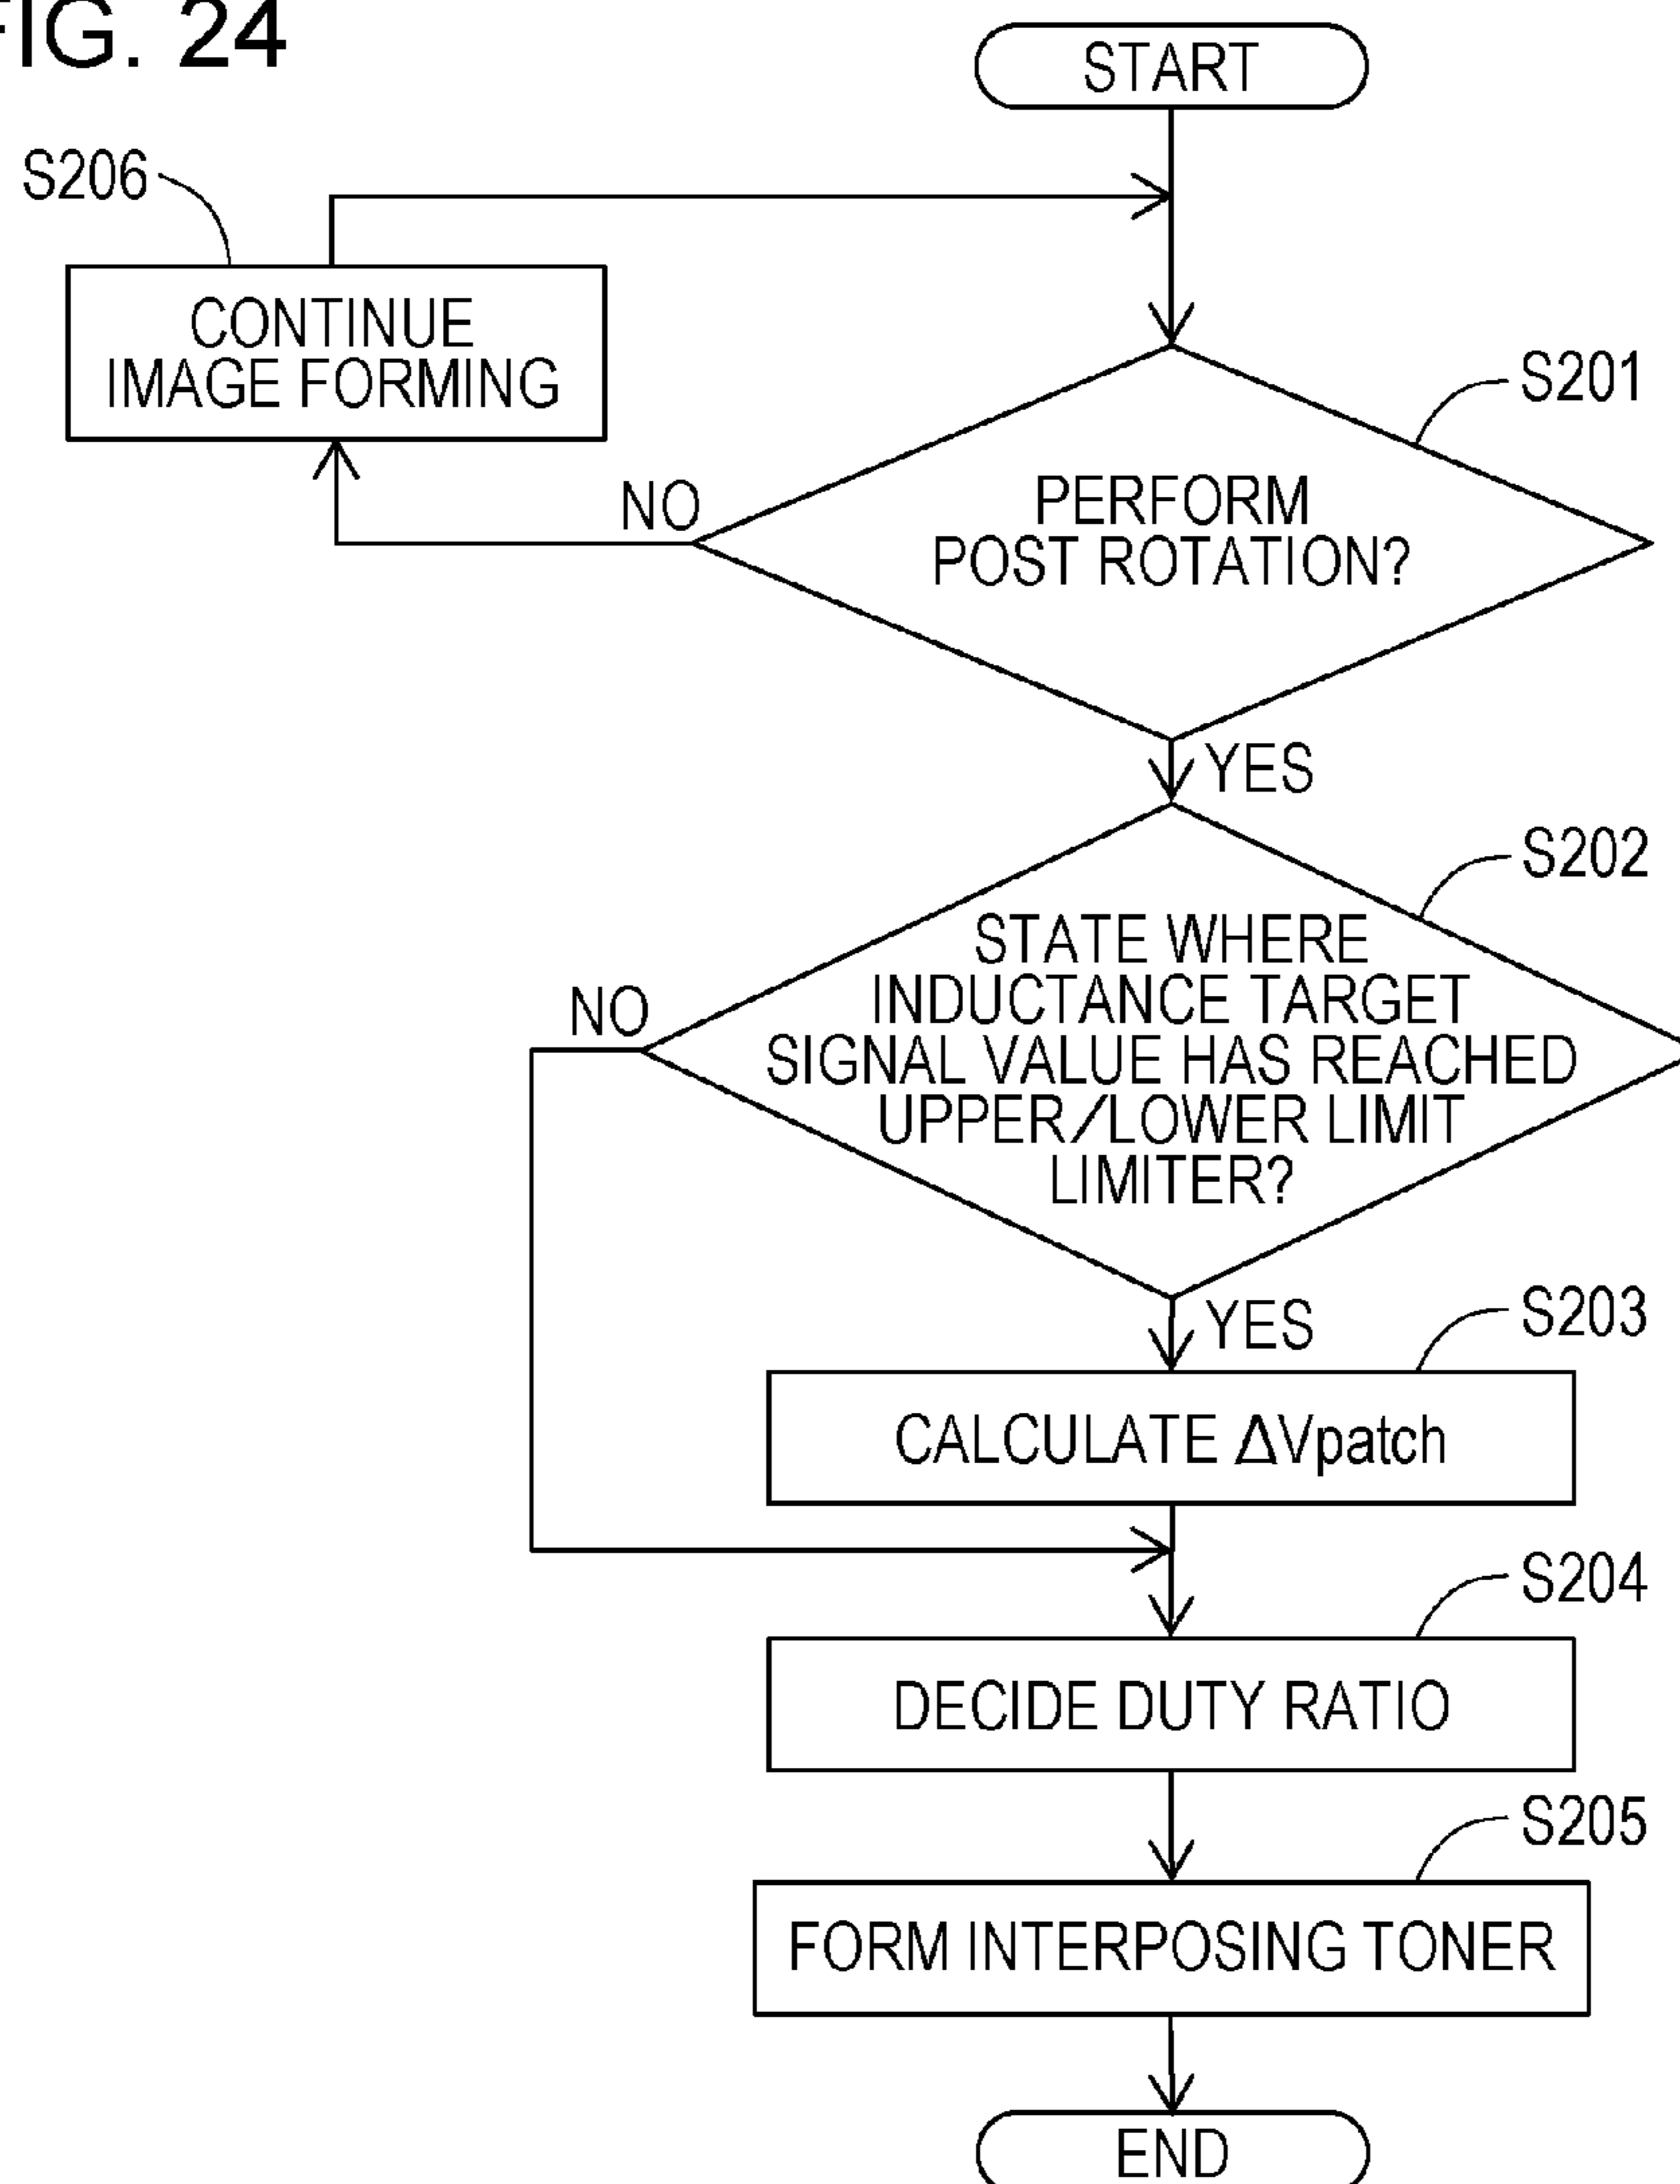 FIG. 24
START
S206
CONTINUE
IMAGE FORMING
S201
NO
PERFORM
POST ROTATION?
YES
S202
STATE WHERE
INDUCTANCE TARGET
SIGNAL VALUE HAS REACHED
UPPER/LOWER LIMIT
LIMITER?
NO
YES
S203
CALCULATE ΔVpatch
S204
DECIDE DUTY RATIO
S205
FORM INTERPOSING TONER
END